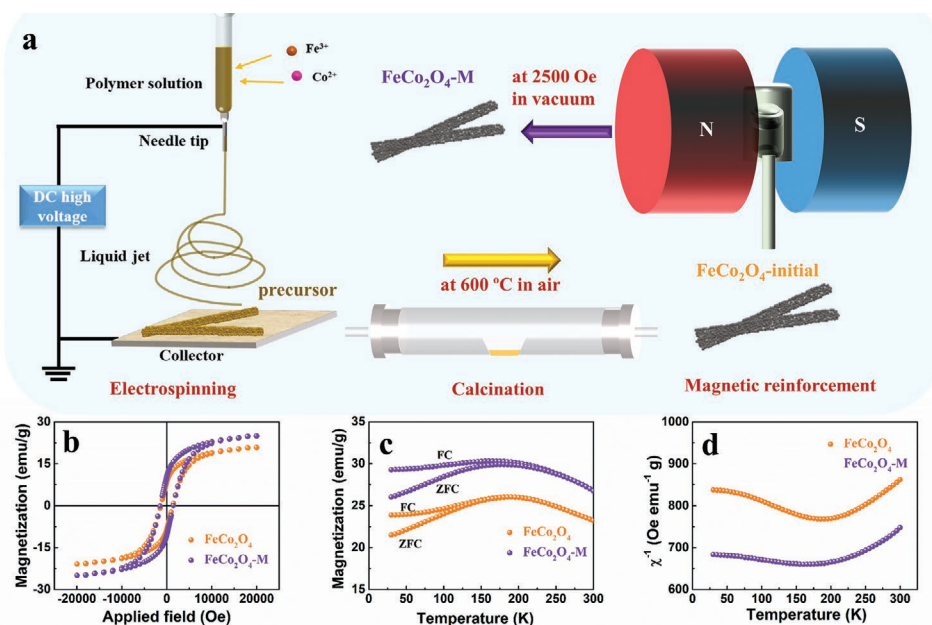 a
Fe³⁺
Co²⁺
Polymer solution
Needle tip
DC high
voltage
Liquid jet
precursor
Collector
Electrospinning
FeCo₂O₄-M
at 2500 Oe
in vacuum
N
S
at 600 ºC in air
FeCo₂O₄-initial
Calcination
Magnetic reinforcement
b
Magnetization (emu/g)
30
15
0
-15
-30
FeCo₂O₄
FeCo₂O₄-M
-20000 -10000 0 10000 20000
Applied field (Oe)
c
Magnetization (emu/g)
35
30
25
20
15
FC
ZFC
FC
ZFC
FeCo₂O₄
FeCo₂O₄-M
0 50 100 150 200 250 300
Temperature (K)
d
χ⁻¹ (Oe emu⁻¹ g)
1000
900
800
700
600
FeCo₂O₄
FeCo₂O₄-M
0 50 100 150 200 250 300
Temperature (K)